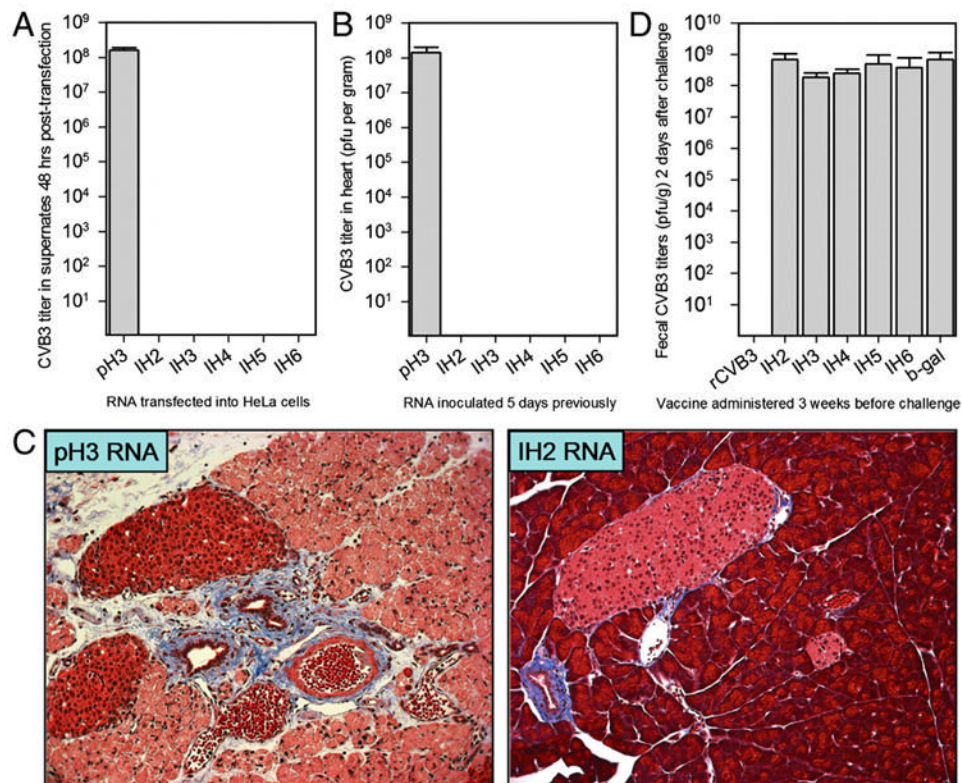 A
CVB3 titer in supernates 48 hrs post-transfection
10⁹
10⁸
10⁷
10⁶
10⁵
10⁴
10³
10²
10¹
pH3
IH2
IH3
IH4
IH5
IH6
RNA transfected into HeLa cells
B
CVB3 titer in heart (pfu per gram)
10⁹
10⁸
10⁷
10⁶
10⁵
10⁴
10³
10²
10¹
pH3
IH2
IH3
IH4
IH5
IH6
RNA inoculated 5 days previously
D
Fecal CVB3 titers (pfu/g) 2 days after challenge
10¹⁰
10⁹
10⁸
10⁷
10⁶
10⁵
10⁴
10³
10²
10¹
rCVB3
IH2
IH3
IH4
IH5
IH6
b-gal
Vaccine administered 3 weeks before challenge
C
pH3 RNA
IH2 RNA